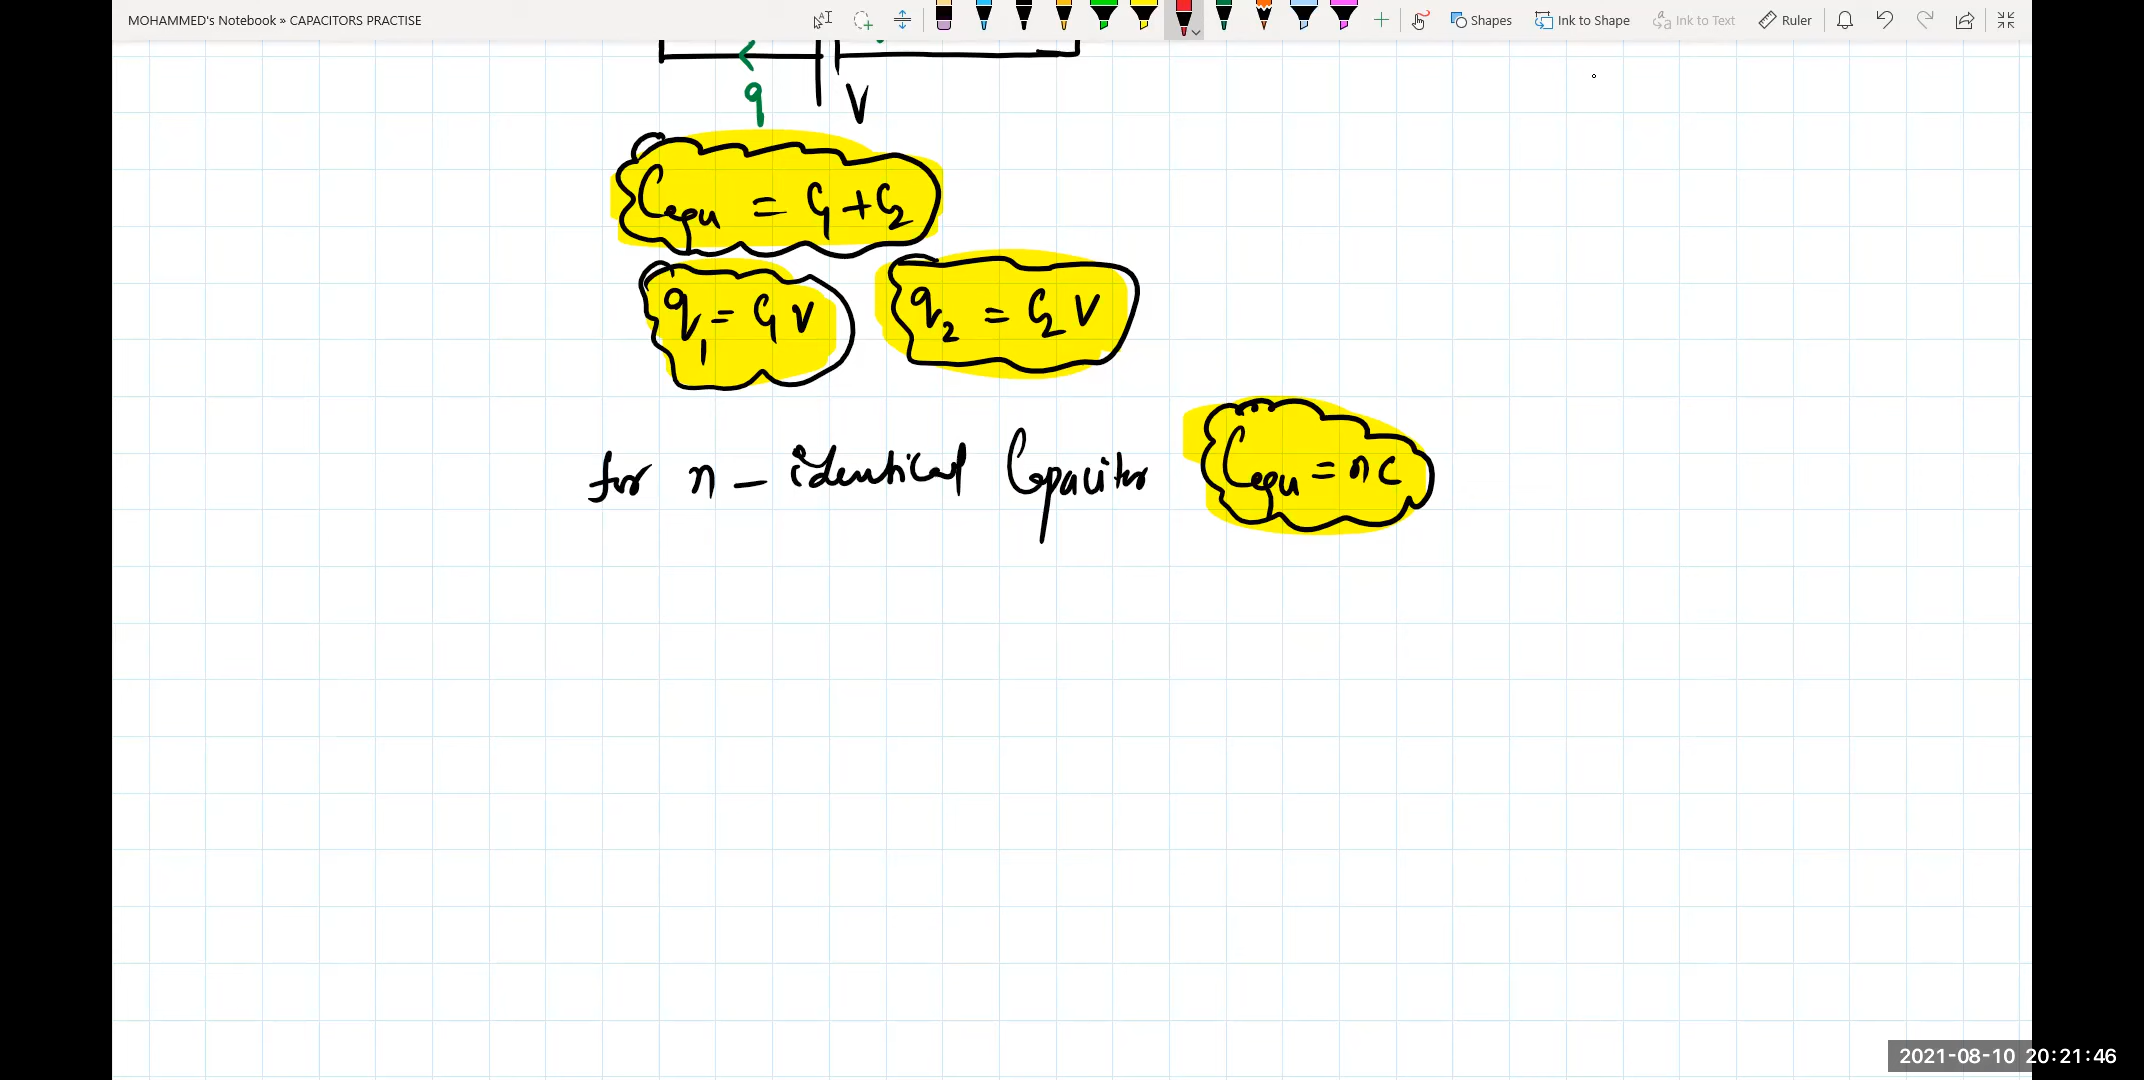 MOHAMMED's Notebook » CAPACITORS PRACTISE
Shapes Ink to Shape Ink to Text Ruler
q V
Cequ = C1 + C2
q1 = C1 V q2 = C2 V
for n - identical Capacitor Cequ = nC
2021-08-10 20:21:46